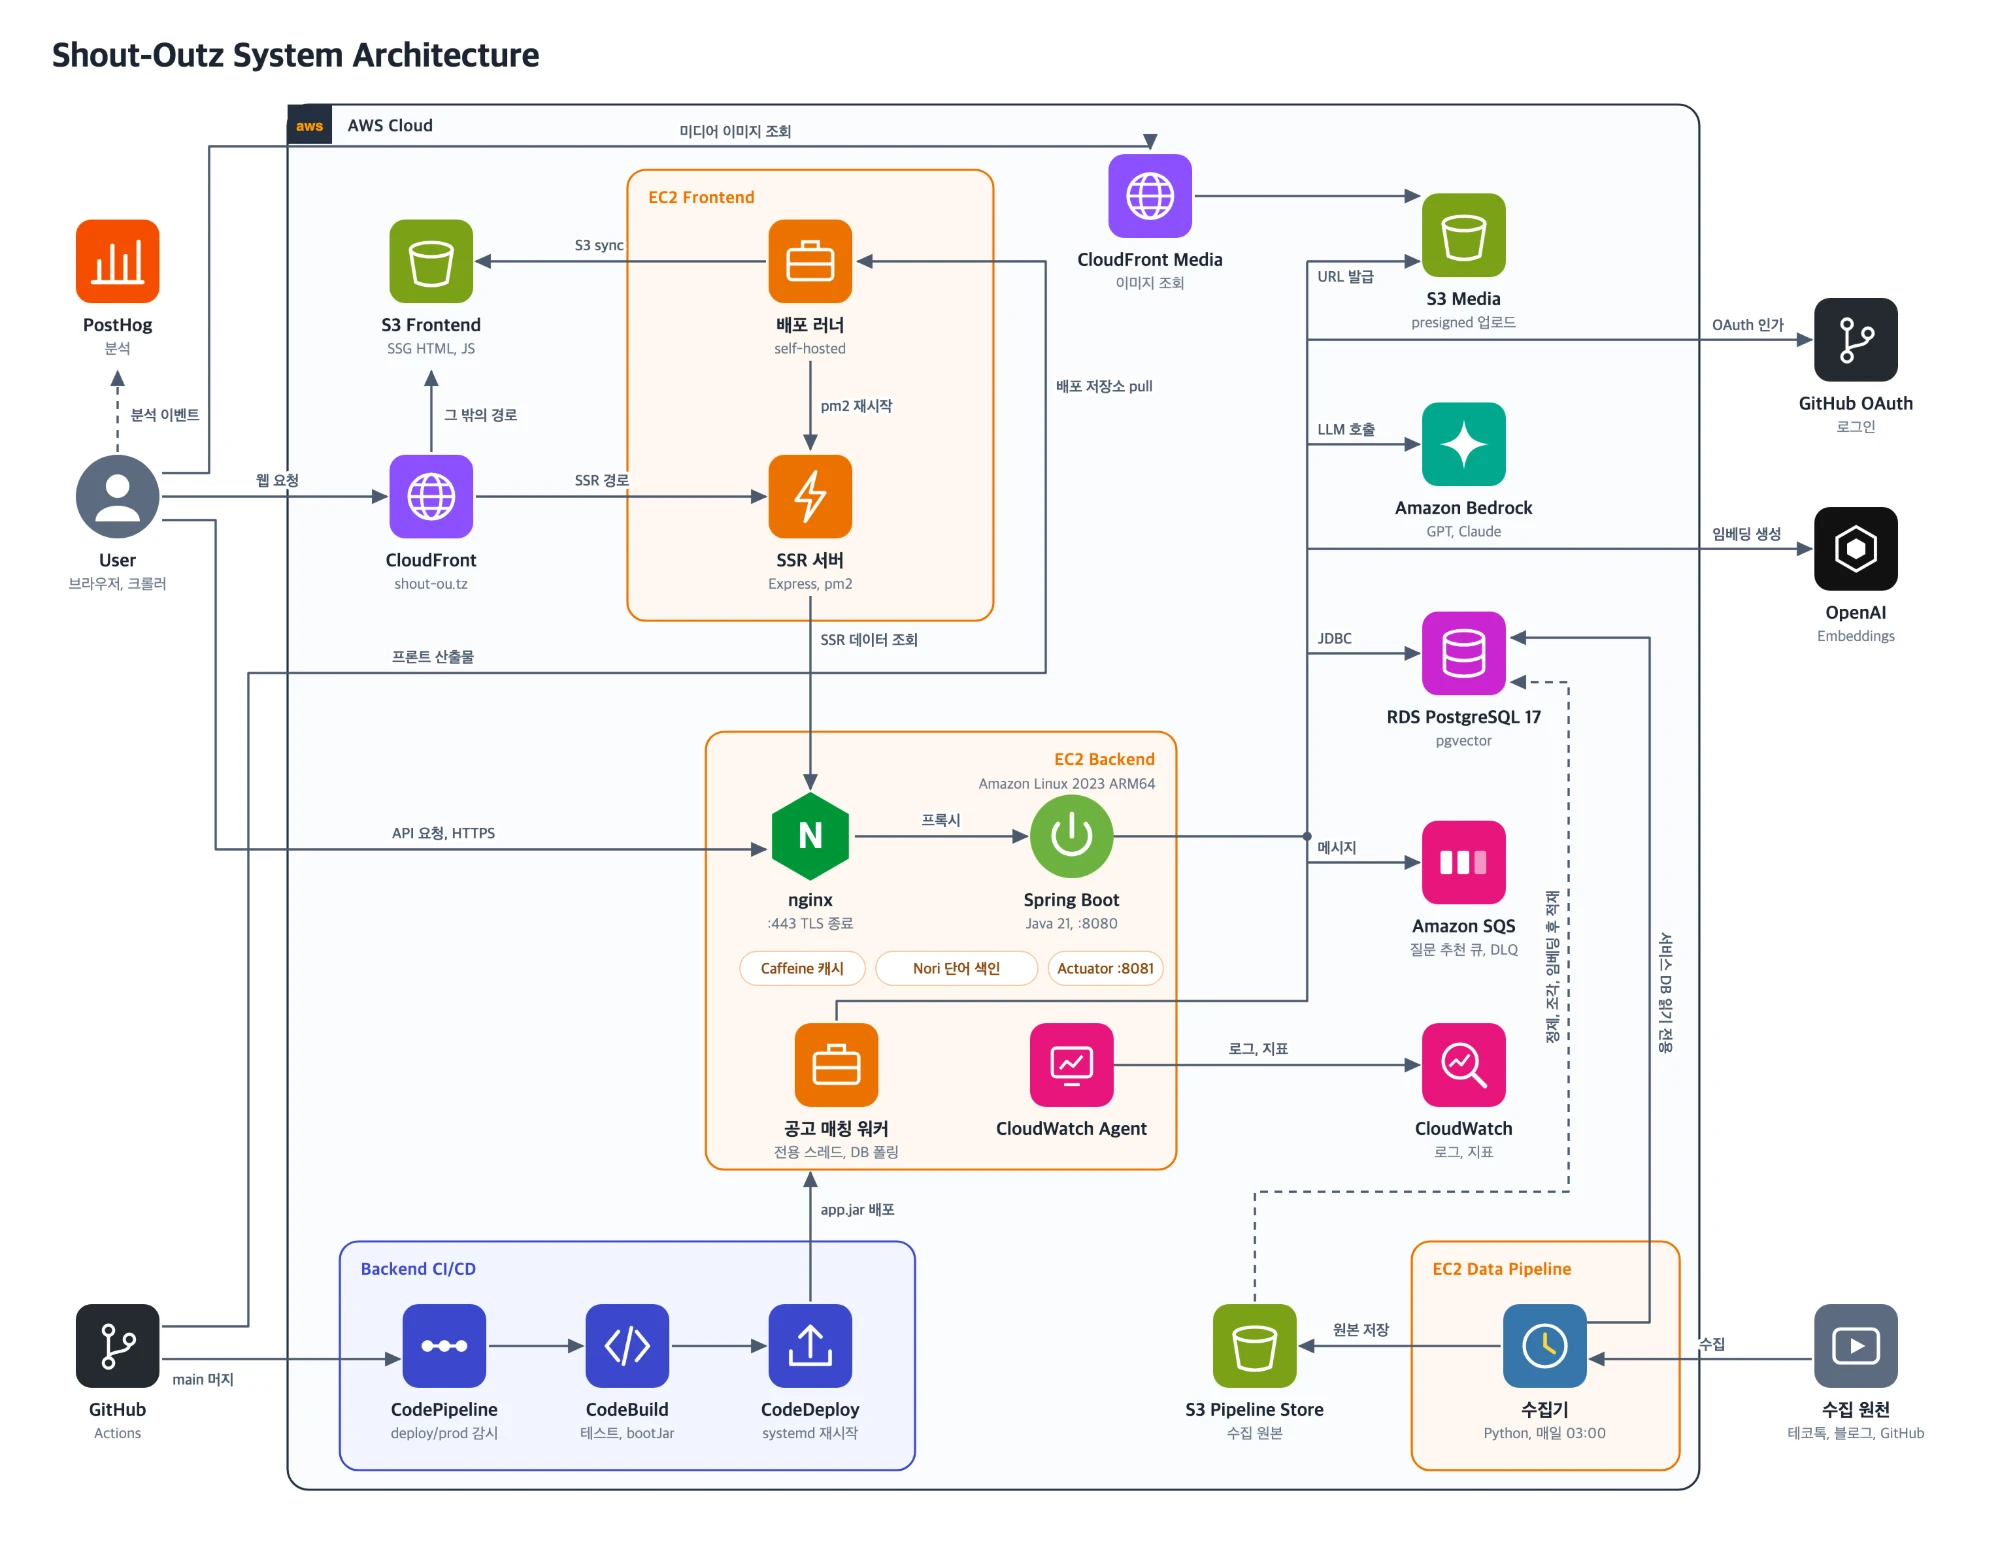 Shout-Outz System Architecture
aws
AWS Cloud
미디어 이미지 조회
EC2 Frontend
CloudFront Media
이미지 조회
S3 Media
presigned 업로드
URL 발급
PostHog
분석
S3 Frontend
SSG HTML, JS
S3 sync
배포 러너
self-hosted
OAuth 인가
GitHub OAuth
로그인
분석 이벤트
그 밖의 경로
pm2 재시작
배포 저장소 pull
LLM 호출
Amazon Bedrock
GPT, Claude
웹 요청
SSR 경로
User
브라우저, 크롤러
CloudFront
shout-ou.tz
SSR 서버
Express, pm2
임베딩 생성
OpenAI
Embeddings
SSR 데이터 조회
프론트 산출물
JDBC
RDS PostgreSQL 17
pgvector
EC2 Backend
Amazon Linux 2023 ARM64
API 요청, HTTPS
N
프록시
nginx
:443 TLS 종료
Spring Boot
Java 21, :8080
메시지
Amazon SQS
질문 추천 큐, DLQ
정제, 조각, 임베딩 후 적재
서비스 DB 읽기 전용
Caffeine 캐시
Nori 단어 색인
Actuator :8081
공고 매칭 워커
전용 스레드, DB 폴링
CloudWatch Agent
로그, 지표
CloudWatch
로그, 지표
app.jar 배포
Backend CI/CD
EC2 Data Pipeline
GitHub
Actions
main 머지
CodePipeline
deploy/prod 감시
CodeBuild
테스트, bootJar
CodeDeploy
systemd 재시작
원본 저장
S3 Pipeline Store
수집 원본
수집기
Python, 매일 03:00
수집
수집 원천
테코톡, 블로그, GitHub